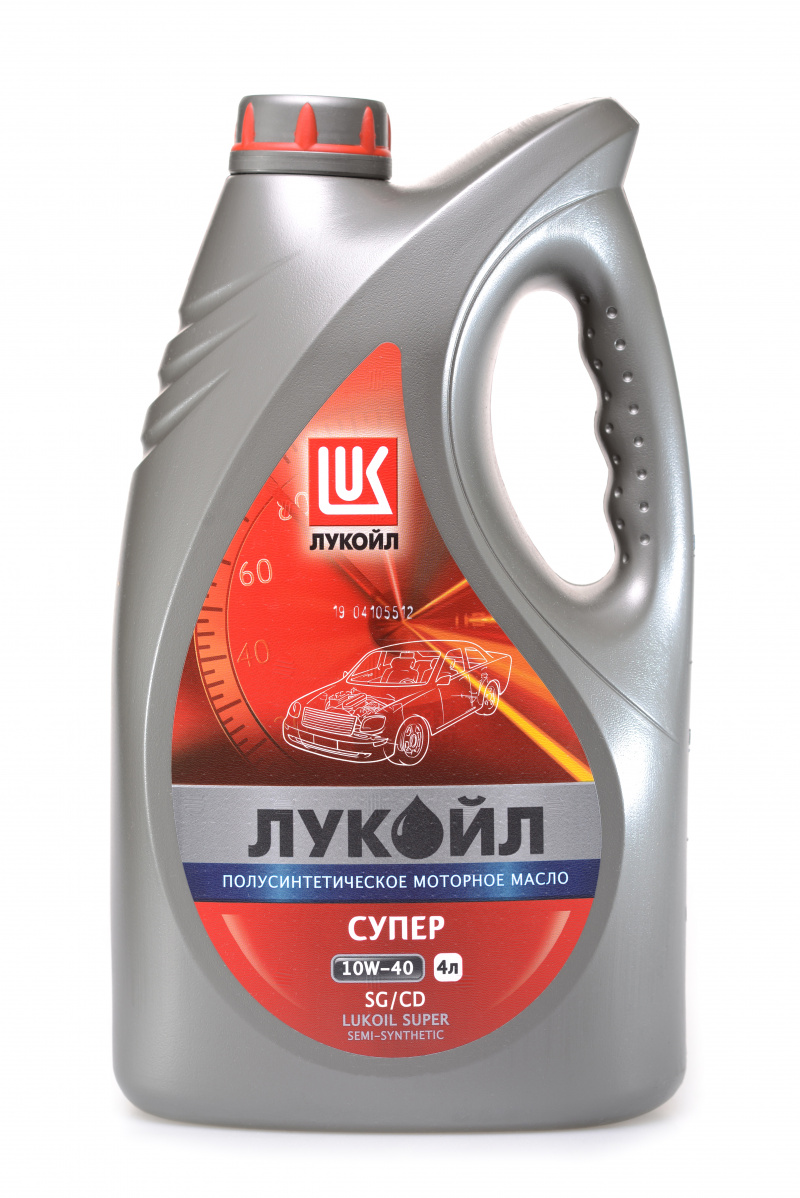 LUK
ЛУКОЙЛ
80
60
19 04105512
40
ЛУКОЙЛ
ПОЛУСИНТЕТИЧЕСКОЕ МОТОРНОЕ МАСЛО
СУПЕР
10W-40 4л
SG/CD
LUKOIL SUPER
SEMI-SYNTHETIC